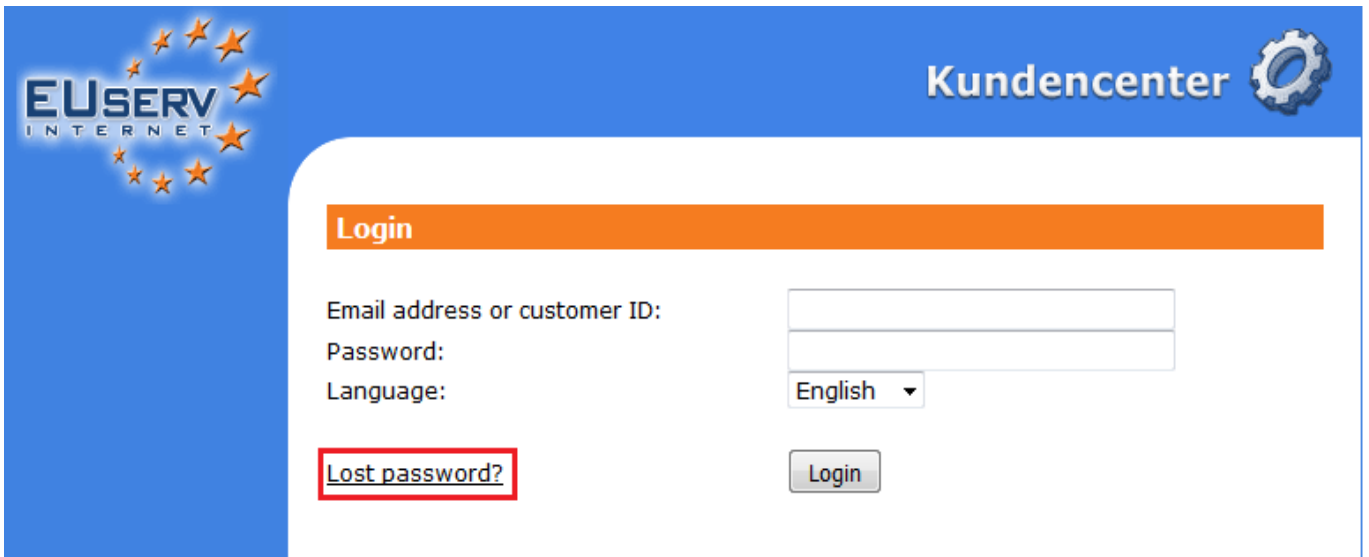 EUSERV
INTERNET
Kundencenter
Login
Email address or customer ID:
Password:
Language: English
Lost password? Login